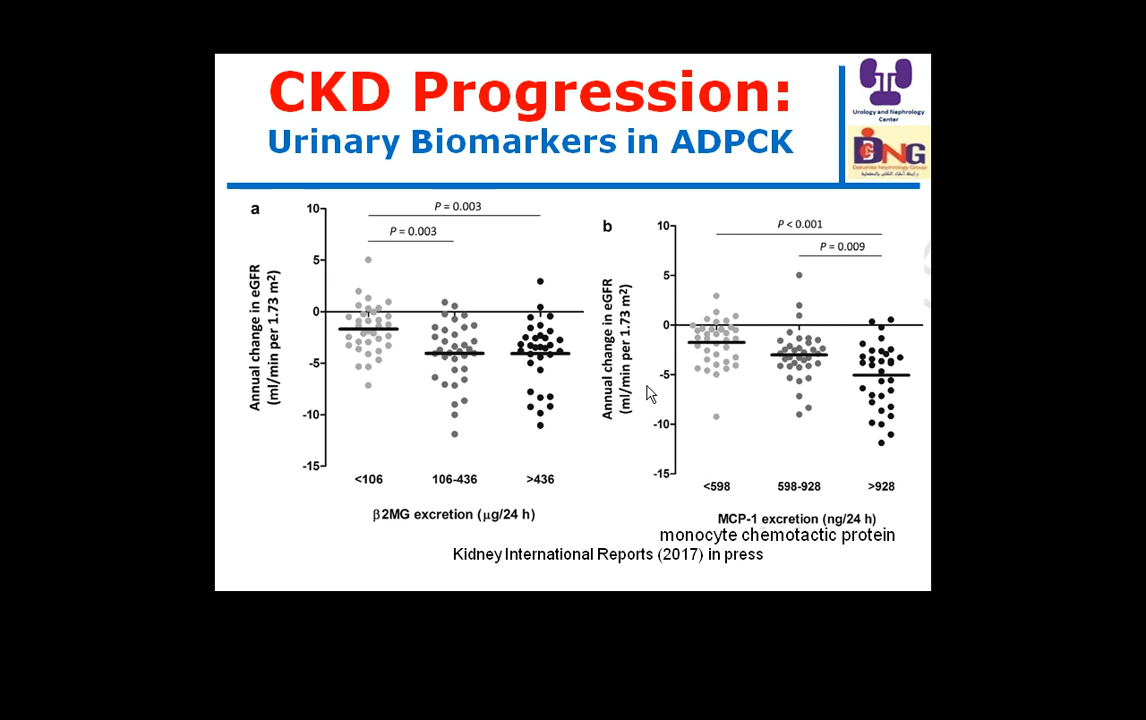 CKD Progression:
Urinary Biomarkers in ADPCK
Urology and Nephrology
Center
DNG
Dakahlia Nephrology Group
a
P = 0.003
P = 0.003
10
5
0
-5
-10
-15
Annual change in eGFR
(ml/min per 1.73 m²)
<106
106-436
>436
β2MG excretion (μg/24 h)
b
P < 0.001
P = 0.009
10
5
0
-5
-10
-15
Annual change in eGFR
(ml/min per 1.73 m²)
<598
598-928
>928
MCP-1 excretion (ng/24 h)
monocyte chemotactic protein
Kidney International Reports (2017) in press